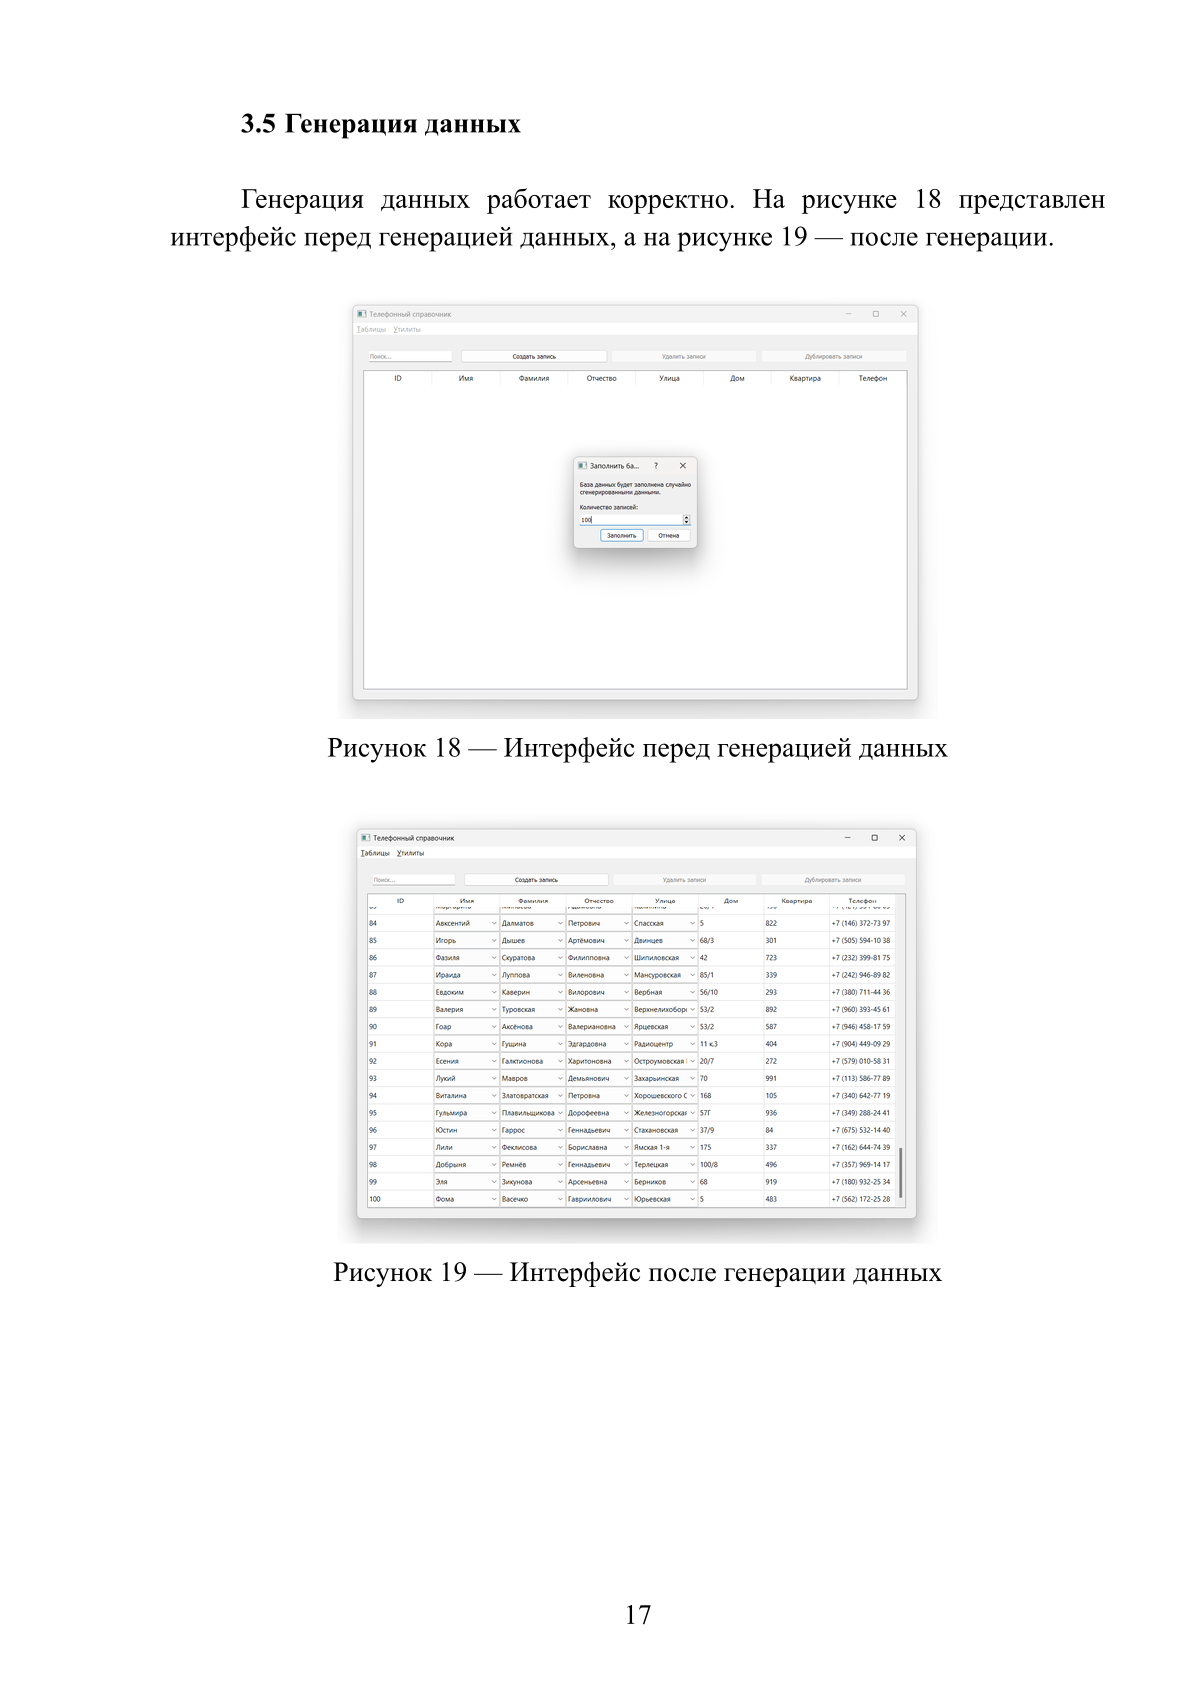 3.5 Генерация данных
Генерация данных работает корректно. На рисунке 18 представлен
интерфейс перед генерацией данных, а на рисунке 19 — после генерации.
Телефонный справочник
Таблицы Утилиты
Поиск... Создать запись Удалить записи Дублировать записи
ID Имя Фамилия Отчество Улица Дом Квартира Телефон
Заполнить ба... ?
База данных будет заполнена случайно
сгенерированными данными.
Количество записей:
100
Заполнить Отмена
Рисунок 18 — Интерфейс перед генерацией данных
Телефонный справочник
Таблицы Утилиты
Поиск... Создать запись Удалить записи Дублировать записи
ID Имя Фамилия Отчество Улица Дом Квартира Телефон
84 Авксентий Далматов Петрович Спасская 5 822 +7 (146) 372-73 97
85 Игорь Дышев Артёмович Двинцев 68/3 301 +7 (505) 594-10 38
86 Фазиля Скуратова Филипповна Шипиловская 42 723 +7 (232) 399-81 75
87 Ираида Луппова Виленовна Мансуровская 85/1 339 +7 (242) 946-89 82
88 Евдоким Каверин Вилорович Вербная 56/10 293 +7 (380) 711-44 36
89 Валерия Туровская Жановна Верхнелихоборс 53/2 892 +7 (960) 393-45 61
90 Гоар Аксёнова Валериановна Ярцевская 53/2 587 +7 (946) 458-17 59
91 Кора Гущина Эдгардовна Радиоцентр 11 к.3 404 +7 (904) 449-09 29
92 Есения Галктионова Харитоновна Остроумовская 20/7 272 +7 (579) 010-58 31
93 Лукий Мавров Демьянович Захарьинская 70 991 +7 (113) 586-77 89
94 Виталина Златовратская Петровна Хорошевского С 168 105 +7 (340) 642-77 19
95 Гульмира Плавильщикова Дорофеевна Железногорская 57Г 936 +7 (349) 288-24 41
96 Юстин Гаррос Геннадьевич Стахановская 37/9 84 +7 (675) 532-14 40
97 Лили Феклисова Бориславна Ямская 1-я 175 337 +7 (162) 644-74 39
98 Добрыня Ремнёв Геннадьевич Терлецкая 100/8 496 +7 (357) 969-14 17
99 Эля Зикунова Арсеньевна Берников 68 919 +7 (180) 932-25 34
100 Фома Васечко Гавриилович Юрьевская 5 483 +7 (562) 172-25 28
Рисунок 19 — Интерфейс после генерации данных
17